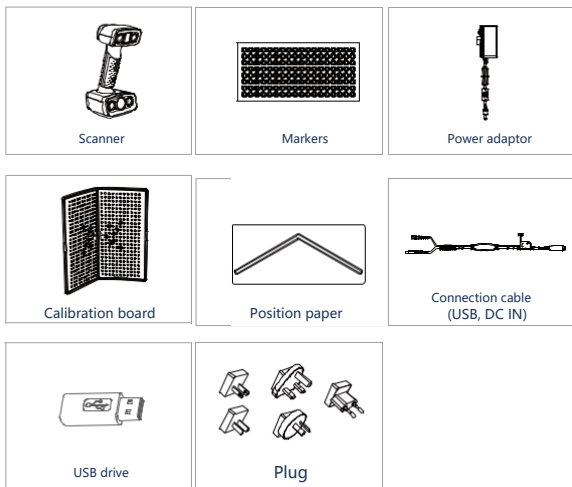 Scanner
Markers
Power adaptor
Calibration board
Position paper
Connection cable
(USB, DC IN)
USB drive
Plug